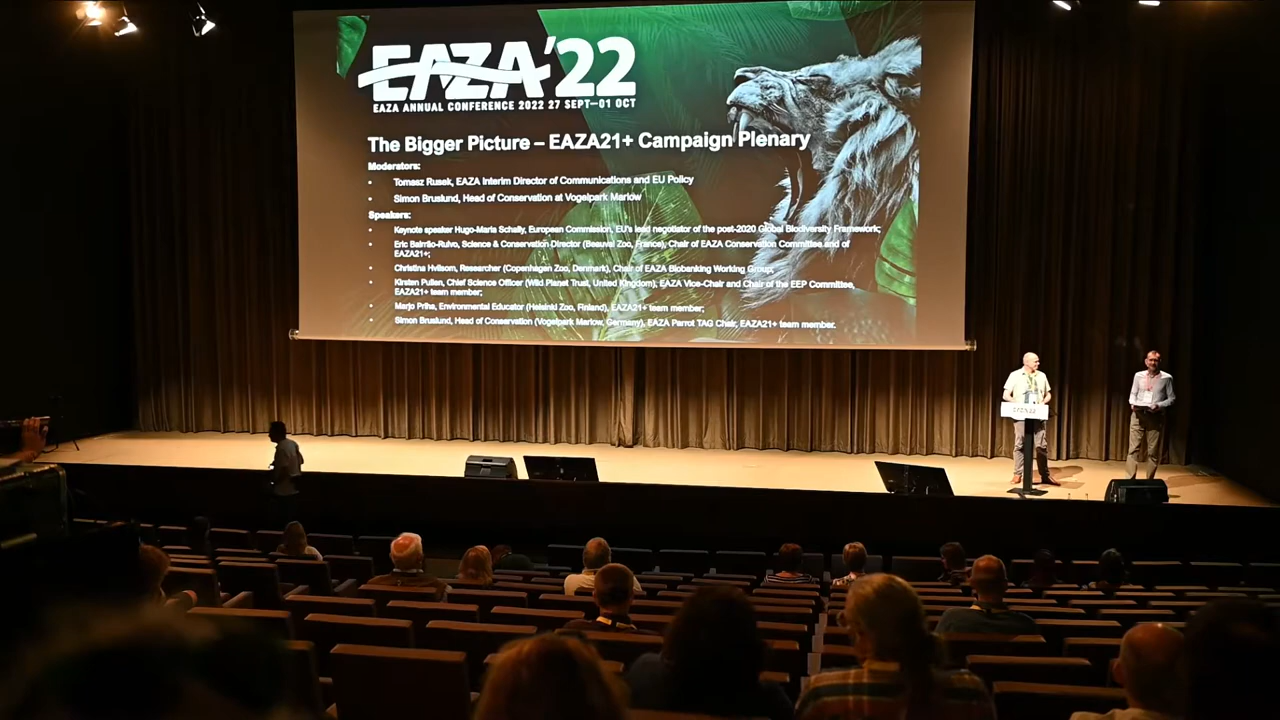 EAZA'22
EAZA ANNUAL CONFERENCE 2022 27 SEPT—01 OCT
The Bigger Picture – EAZA21+ Campaign Plenary
Moderators:
• Tomasz Rusek, EAZA Interim Director of Communications and EU Policy
• Simon Bruslund, Head of Conservation at Vogelpark Marlow
Speakers:
• Keynote speaker Hugo-Maria Schally, European Commission, EU's lead negotiator of the post-2020 Global Biodiversity Framework;
• Eric Bairrão-Ruivo, Science & Conservation Director (Beauval Zoo, France), Chair of EAZA Conservation Committee and of
EAZA21+;
• Christina Hvilsom, Researcher (Copenhagen Zoo, Denmark), Chair of EAZA Biobanking Working Group;
• Kirsten Pullen, Chief Science Officer (Wild Planet Trust, United Kingdom), EAZA Vice-Chair and Chair of the EEP Committee,
EAZA21+ team member;
• Marjo Priha, Environmental Educator (Helsinki Zoo, Finland), EAZA21+ team member;
• Simon Bruslund, Head of Conservation (Vogelpark Marlow, Germany), EAZA Parrot TAG Chair, EAZA21+ team member.
EAZA'22